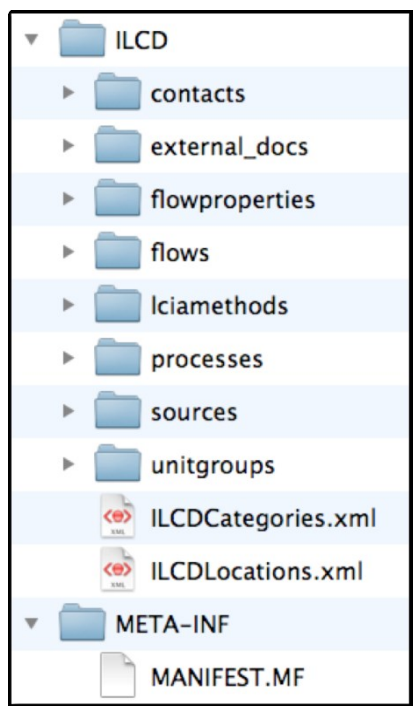 ILCD
contacts
external_docs
flowproperties
flows
lciamethods
processes
sources
unitgroups
ILCDCategories.xml
ILCDLocations.xml
META-INF
MANIFEST.MF